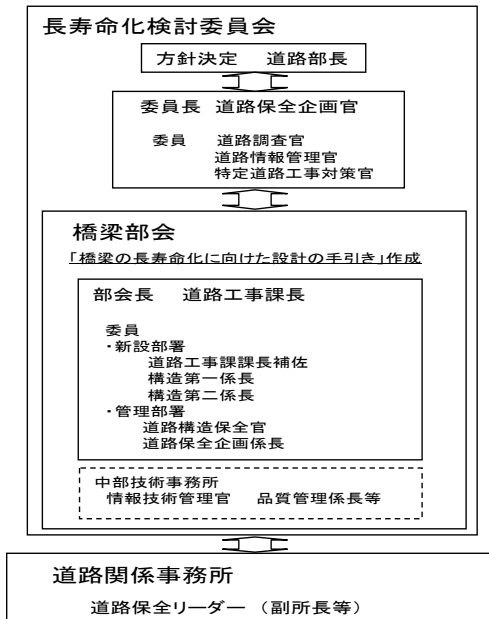 長寿命化検討委員会
方針決定　道路部長
委員長 道路保全企画官
委員　道路調査官
道路情報管理官
特定道路工事対策官
橋梁部会
「橋梁の長寿命化に向けた設計の手引き」作成
部会長　道路工事課長
委員
・新設部署
道路工事課課長補佐
構造第一係長
構造第二係長
・管理部署
道路構造保全官
道路保全企画係長
中部技術事務所
情報技術管理官　品質管理係長等
道路関係事務所
道路保全リーダー （副所長等）